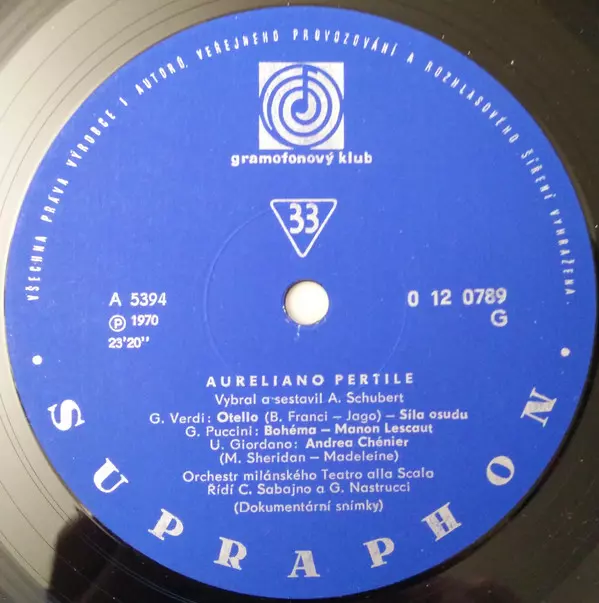 VŠECHNA PRÁVA VÝROBCE I AUTORŮ, VEŘEJNÉHO PROVOZOVÁNÍ A ROZHLASOVÉHO ŠÍŘENÍ VYHRAŽENA.
gramofonový klub
33
A 5394
Ⓟ 1970
23'20''
0 12 0789
G
AURELIANO PERTILE
Vybral a sestavil A. Schubert
G. Verdi: Otello (B. Franci – Jago) – Síla osudu
G. Puccini: Bohéma – Manon Lescaut
U. Giordano: Andrea Chénier
(M. Sheridan – Madeleine)
Orchestr milánského Teatro alla Scala
Řídí C. Sabajno a G. Nastrucci
(Dokumentární snímky)
• SUPRAPHON •